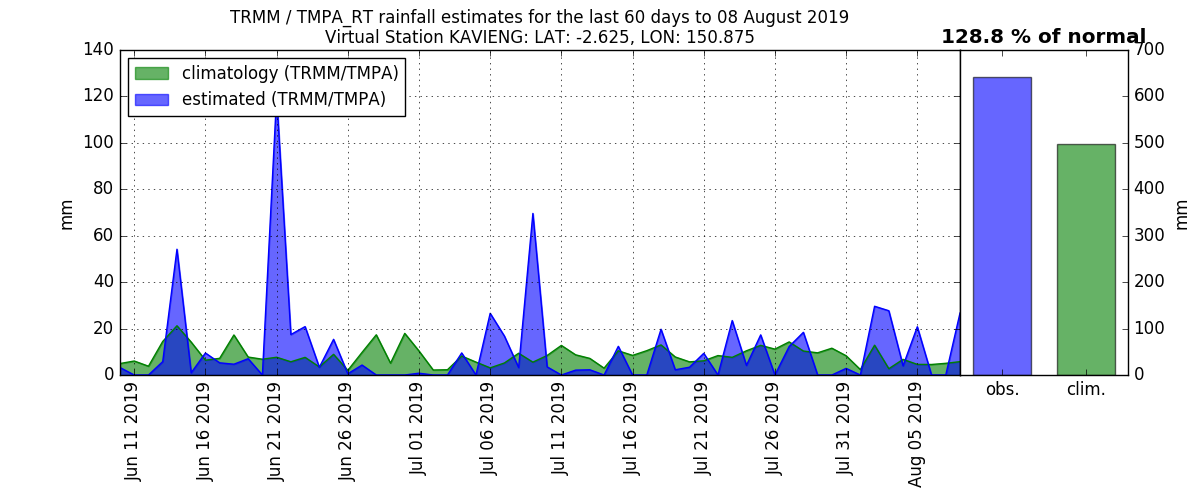 TRMM / TMPA_RT rainfall estimates for the last 60 days to 08 August 2019
Virtual Station KAVIENG: LAT: -2.625, LON: 150.875
128.8 % of normal
climatology (TRMM/TMPA)
estimated (TRMM/TMPA)
mm
140
120
100
80
60
40
20
0
Jun 11 2019
Jun 16 2019
Jun 21 2019
Jun 26 2019
Jul 01 2019
Jul 06 2019
Jul 11 2019
Jul 16 2019
Jul 21 2019
Jul 26 2019
Jul 31 2019
Aug 05 2019
700
600
500
400
300
200
100
0
mm
obs.
clim.